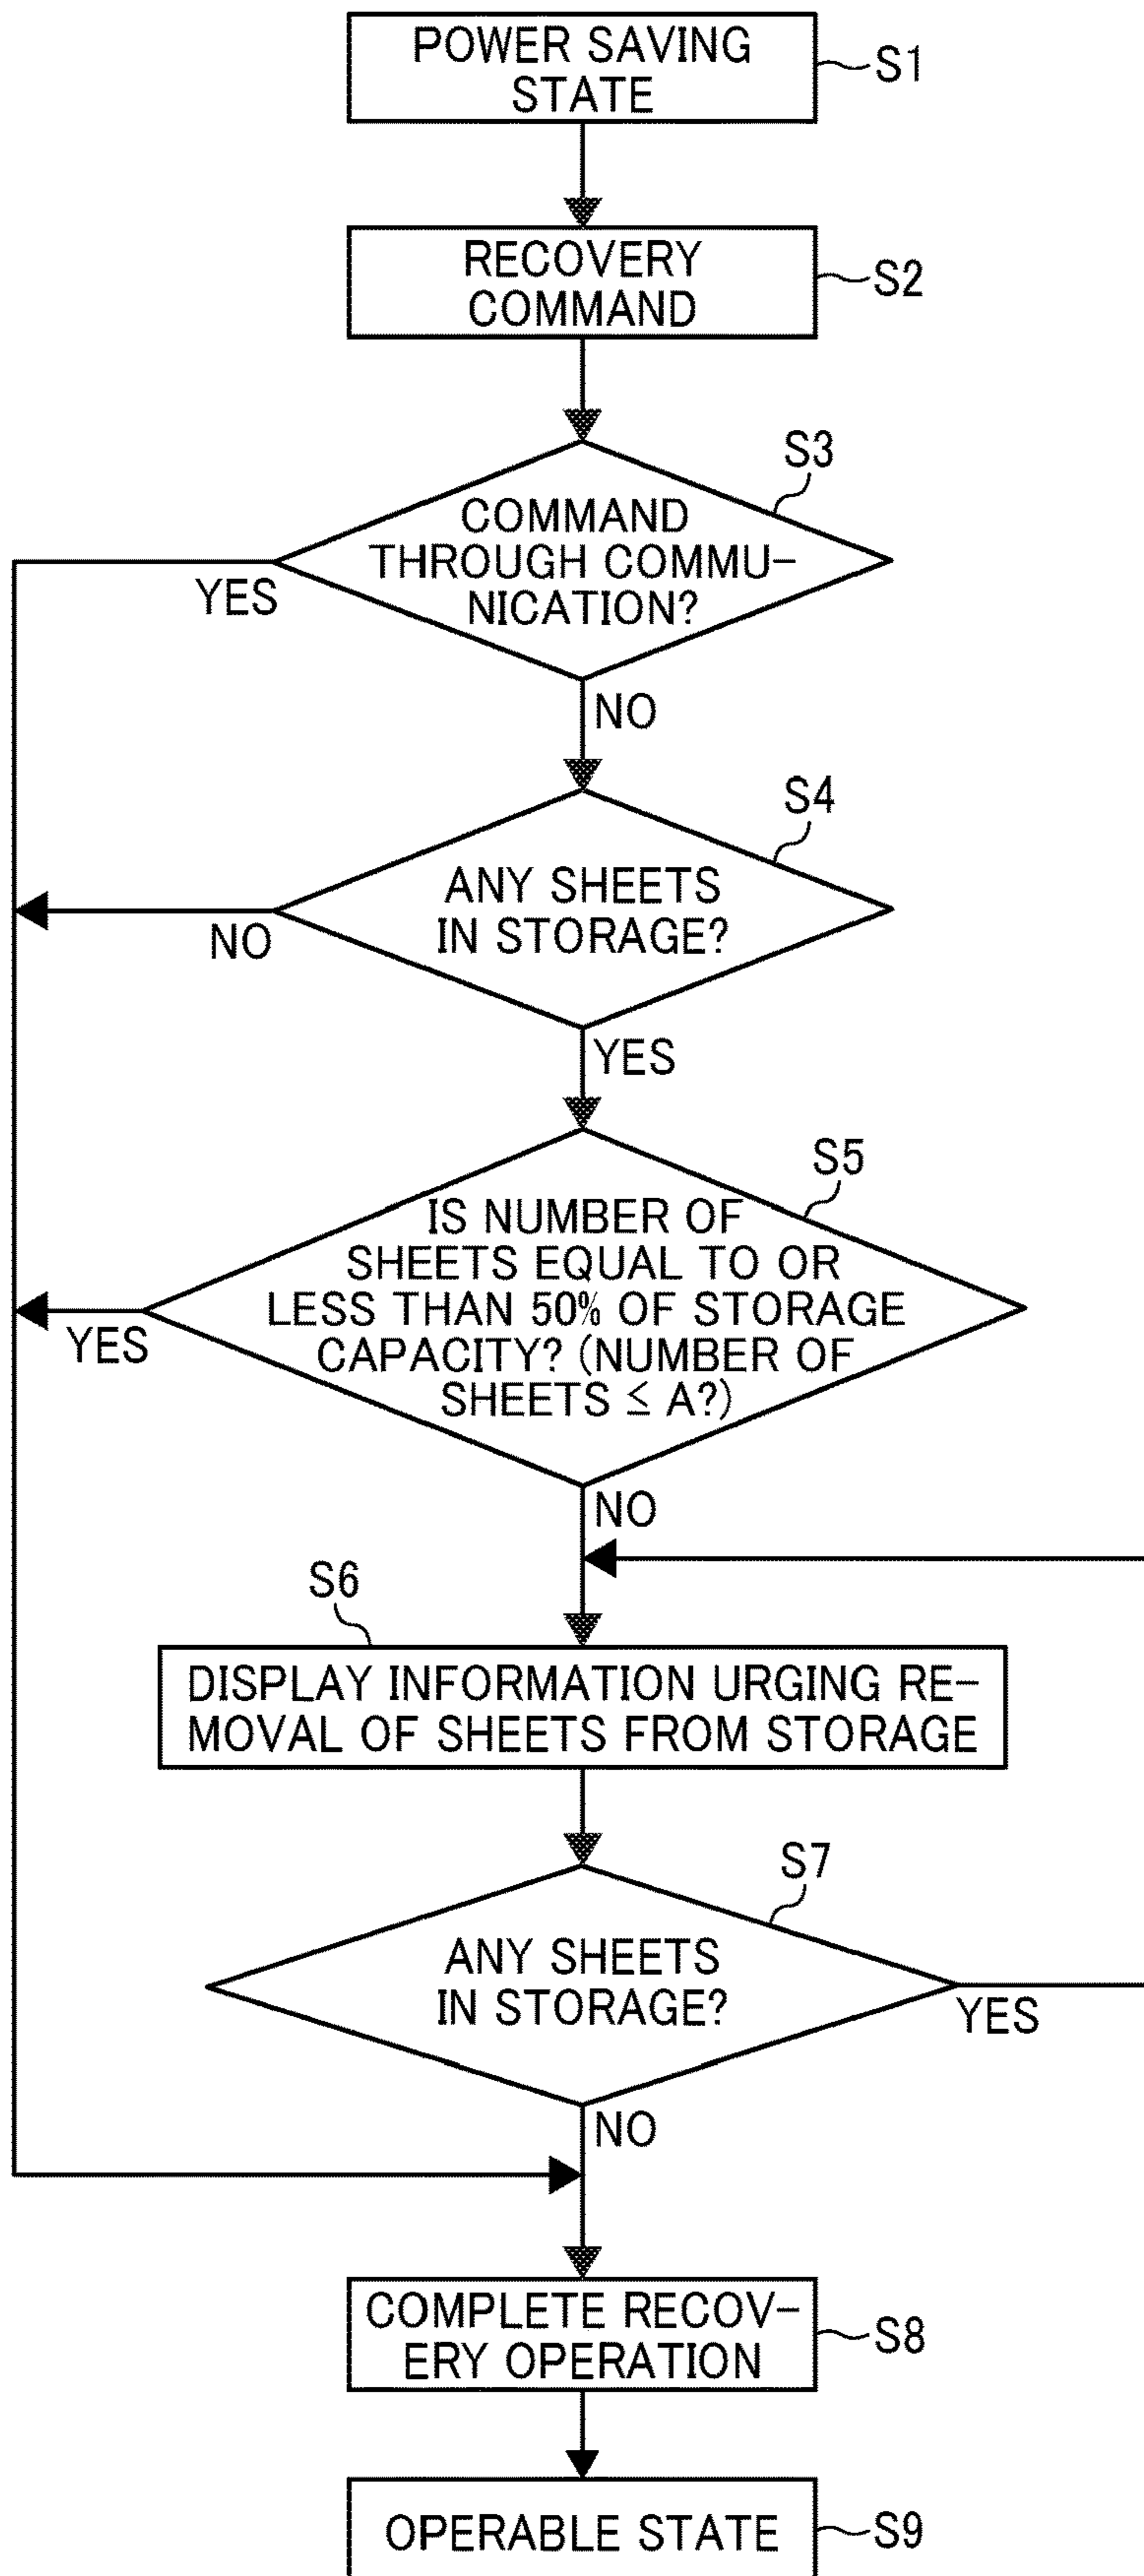 POWER SAVING
STATE
S1
RECOVERY
COMMAND
S2
S3
COMMAND
THROUGH COMMU-
NICATION?
YES
NO
S4
ANY SHEETS
IN STORAGE?
NO
YES
S5
IS NUMBER OF
SHEETS EQUAL TO OR
LESS THAN 50% OF STORAGE
CAPACITY? (NUMBER OF
SHEETS ≤ A?)
YES
NO
S6
DISPLAY INFORMATION URGING RE-
MOVAL OF SHEETS FROM STORAGE
S7
ANY SHEETS
IN STORAGE?
YES
NO
COMPLETE RECOV-
ERY OPERATION
S8
OPERABLE STATE
S9